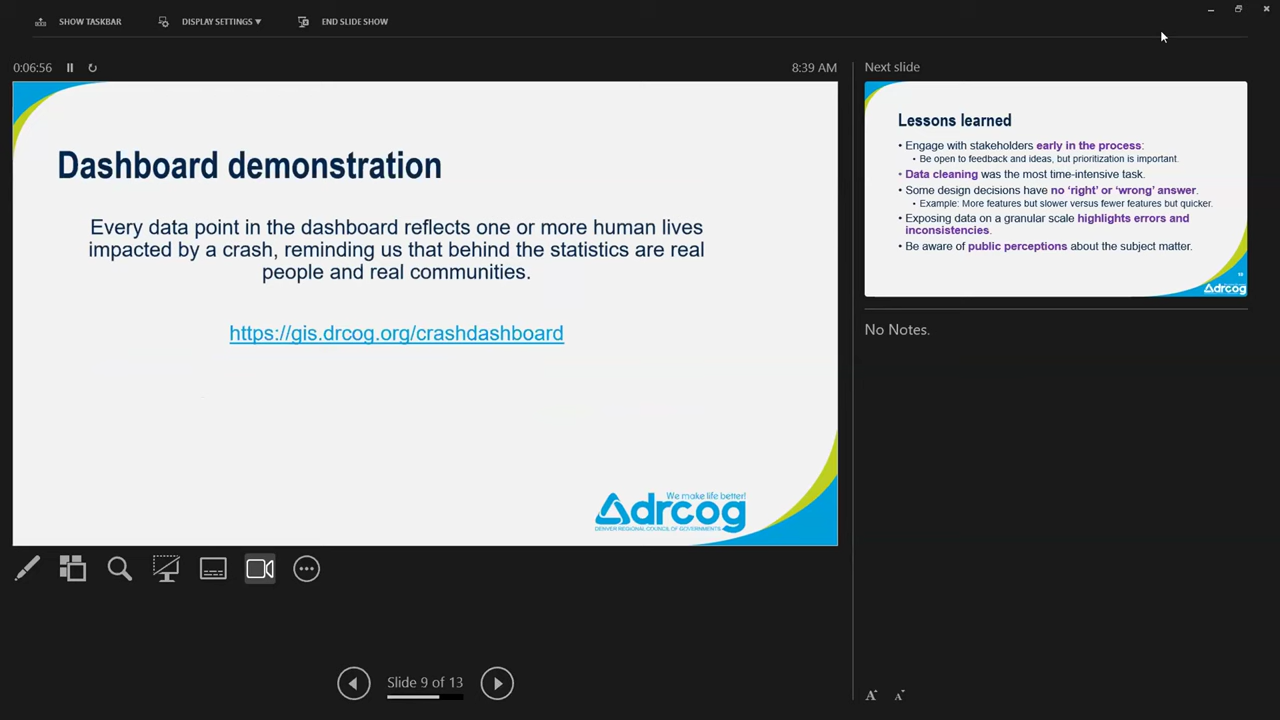 SHOW TASKBAR
DISPLAY SETTINGS ▼
END SLIDE SHOW
0:06:56
8:39 AM
Dashboard demonstration
Every data point in the dashboard reflects one or more human lives
impacted by a crash, reminding us that behind the statistics are real
people and real communities.
https://gis.drcog.org/crashdashboard
We make life better!
drcog
DENVER REGIONAL COUNCIL OF GOVERNMENTS
Slide 9 of 13
Next slide
Lessons learned
• Engage with stakeholders early in the process:
• Be open to feedback and ideas, but prioritization is important.
• Data cleaning was the most time-intensive task.
• Some design decisions have no ‘right’ or ‘wrong’ answer.
• Example: More features but slower versus fewer features but quicker.
• Exposing data on a granular scale highlights errors and
inconsistencies.
• Be aware of public perceptions about the subject matter.
drcog
No Notes.
A A